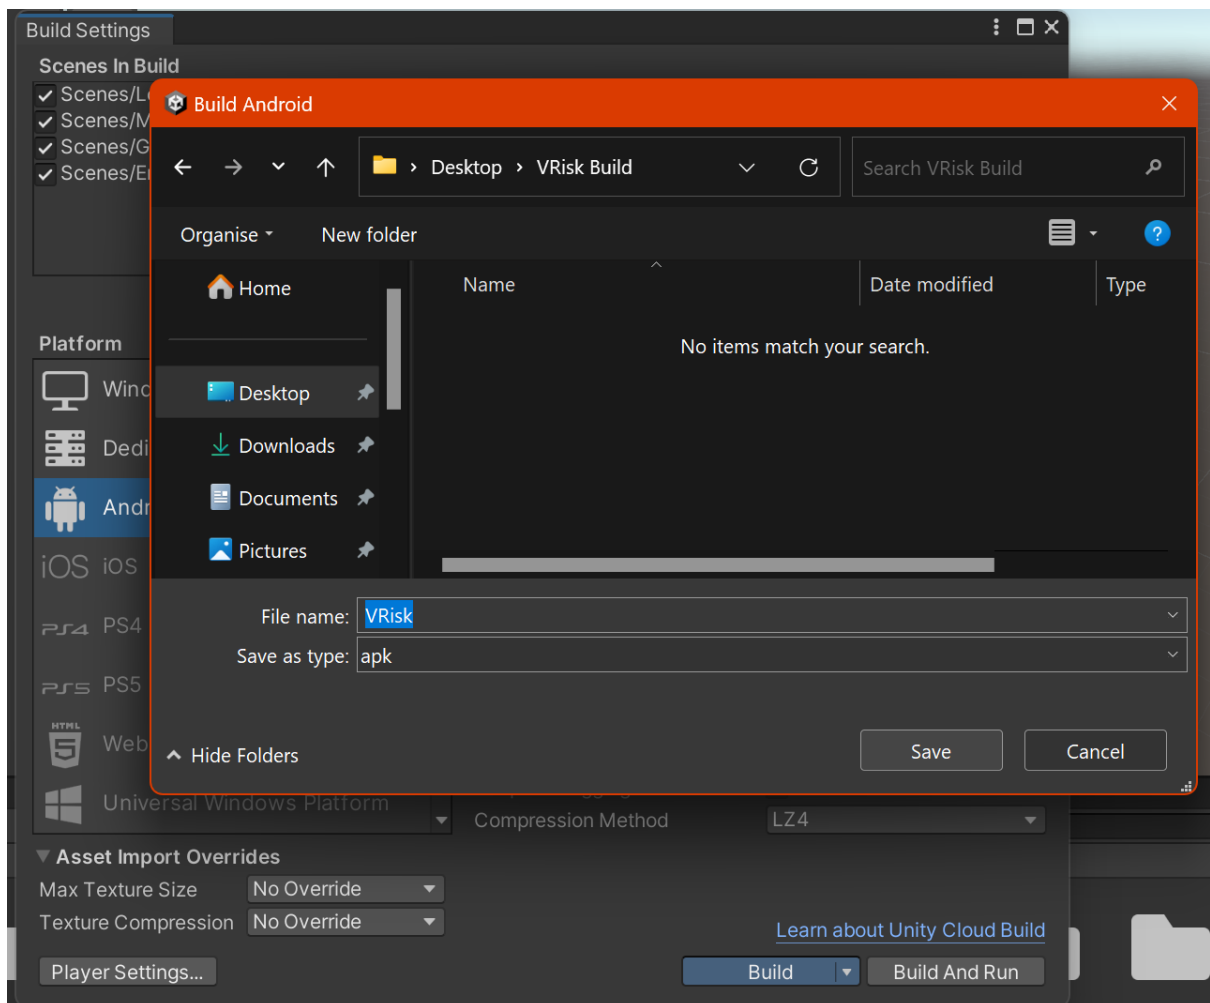 Build Settings
Scenes In Build
Scenes/L
Scenes/M
Scenes/G
Scenes/E
Build Android
Desktop › VRisk Build
Search VRisk Build
Organise
New folder
Home
Desktop
Downloads
Documents
Pictures
Name
Date modified
Type
No items match your search.
File name: VRisk
Save as type: apk
Hide Folders
Save
Cancel
Platform
Wind
Dedi
Andr
iOS iOS
PS4 PS4
PS5 PS5
HTML 5
Web
Universal Windows Platform
Compression Method LZ4
Asset Import Overrides
Max Texture Size No Override
Texture Compression No Override
Learn about Unity Cloud Build
Player Settings...
Build
Build And Run